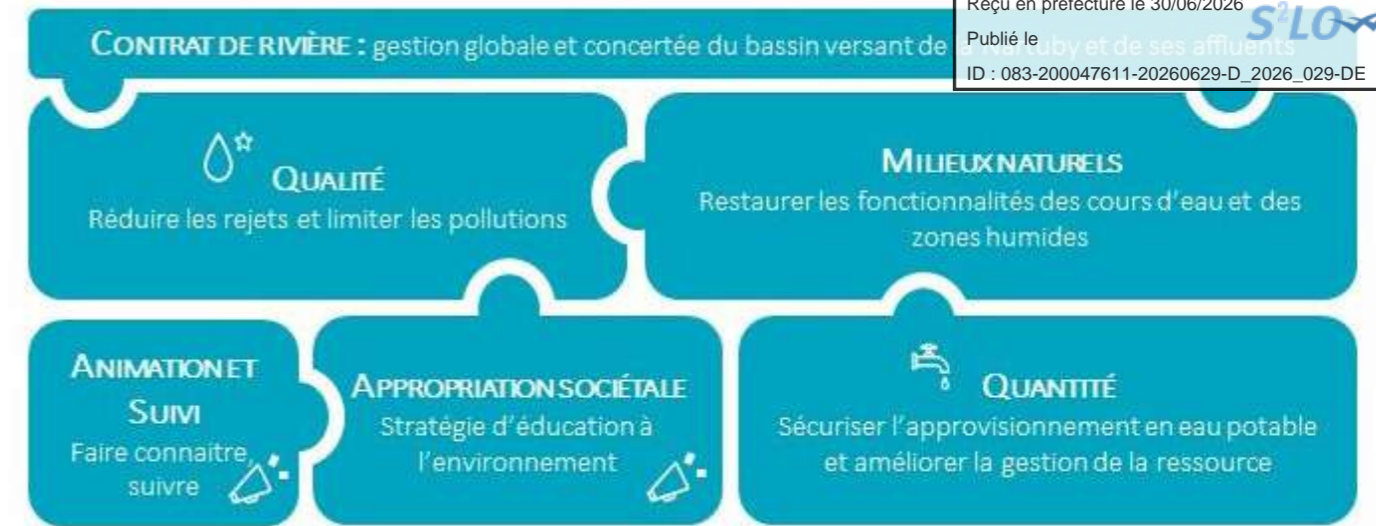 Reçu en préfecture le 30/06/2026
S²LO
Publié le
ID : 083-200047611-20260629-D_2026_029-DE
CONTRAT DE RIVIÈRE : gestion globale et concertée du bassin versant de la Nartuby et de ses affluents
QUALITÉ
Réduire les rejets et limiter les pollutions
MILIEUX NATURELS
Restaurer les fonctionnalités des cours d'eau et des
zones humides
ANIMATION ET
SUIVI
Faire connaitre,
suivre
APPROPRIATION SOCIÉTALE
Stratégie d'éducation à
l'environnement
QUANTITÉ
Sécuriser l'approvisionnement en eau potable
et améliorer la gestion de la ressource